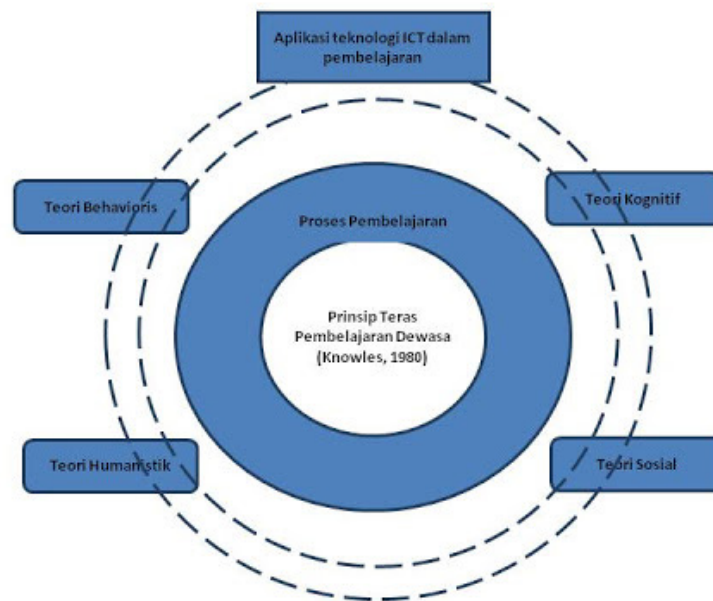 Aplikasi teknologi ICT dalam
pembelajaran
Teori Behavioris
Teori Kognitif
Proses Pembelajaran
Prinsip Teras
Pembelajaran Dewasa
(Knowles, 1980)
Teori Humanistik
Teori Sosial